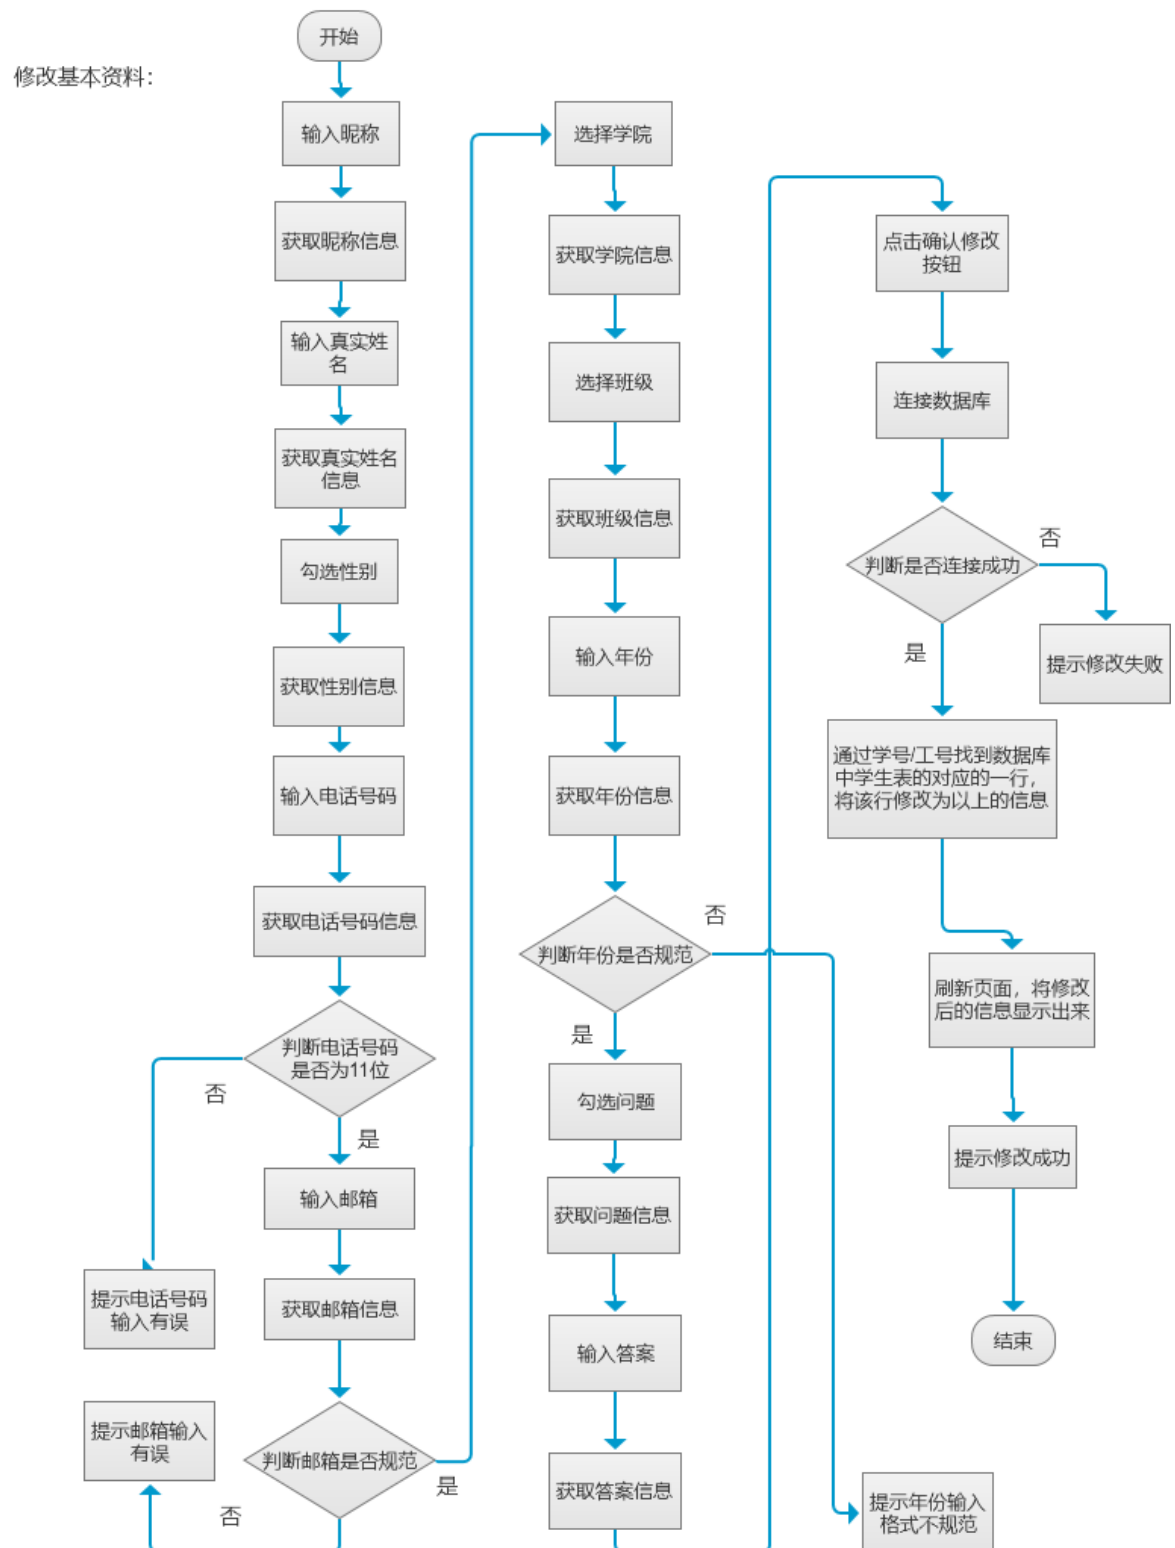 修改基本资料：
开始
输入昵称
获取昵称信息
输入真实姓
名
获取真实姓名
信息
勾选性别
获取性别信息
输入电话号码
获取电话号码信息
判断电话号码
是否为11位
否
是
提示电话号码
输入有误
输入邮箱
获取邮箱信息
判断邮箱是否规范
提示邮箱输入
有误
否
是
选择学院
获取学院信息
选择班级
获取班级信息
输入年份
获取年份信息
判断年份是否规范
否
是
勾选问题
获取问题信息
输入答案
获取答案信息
提示年份输入
格式不规范
点击确认修改
按钮
连接数据库
判断是否连接成功
否
是
提示修改失败
通过学号/工号找到数据库
中学生表的对应的一行，
将该行修改为以上的信息
刷新页面，将修改
后的信息显示出来
提示修改成功
结束